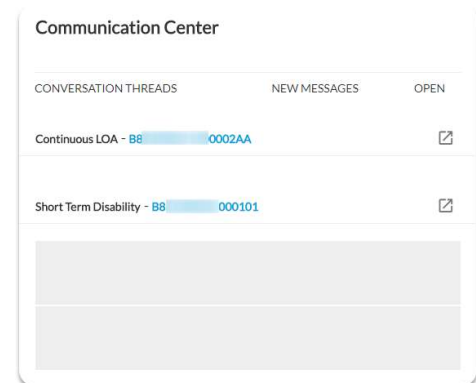 Communication Center
CONVERSATION THREADS NEW MESSAGES OPEN
Continuous LOA - B8 0002AA
Short Term Disability - B8 000101